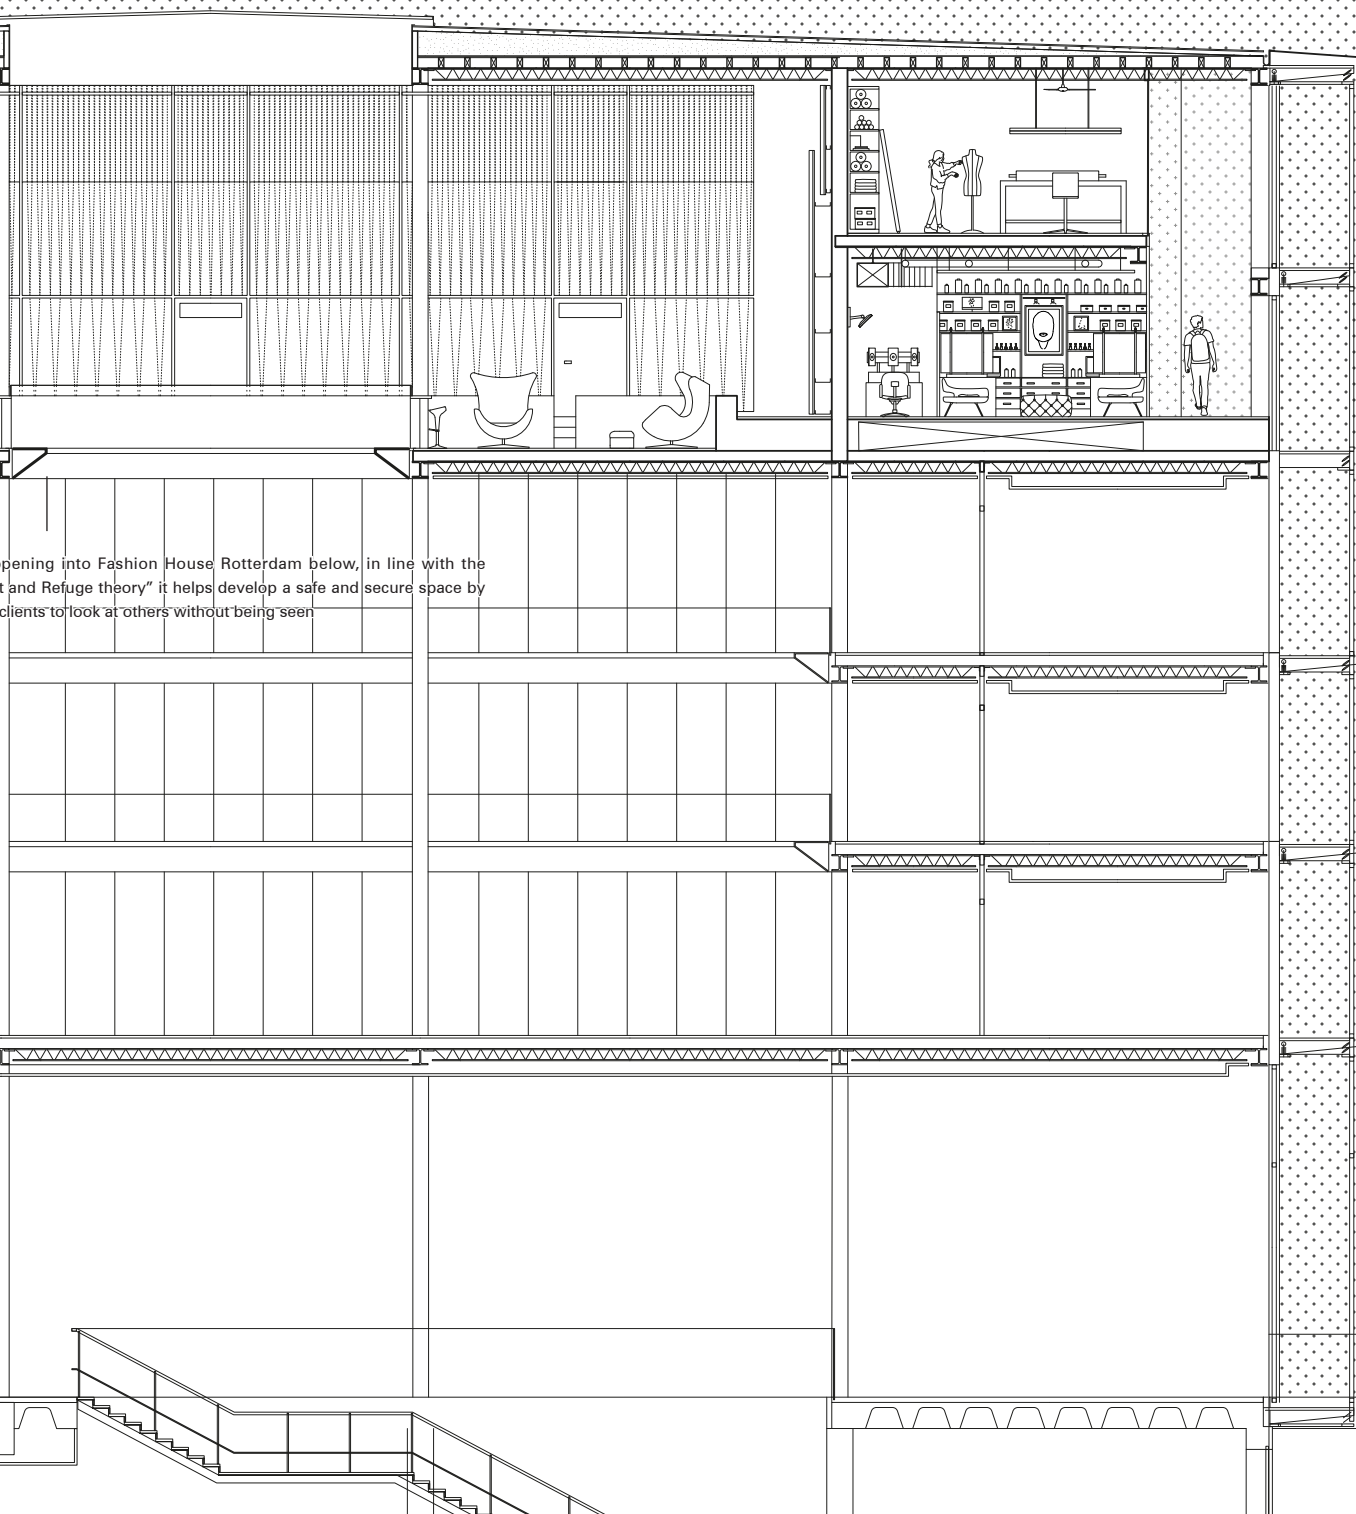 pening into Fashion House Rotterdam below, in line with the
t and Refuge theory” it helps develop a safe and secure space by
clients to look at others without being seen